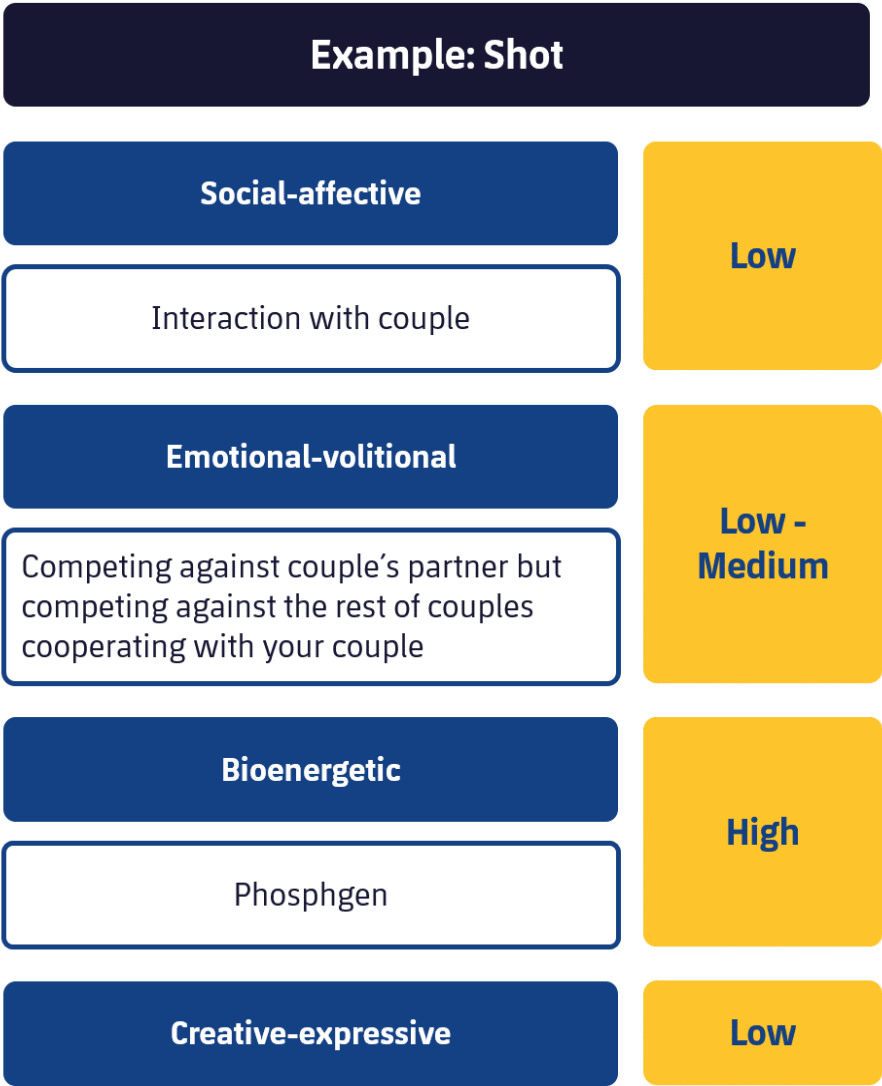 Example: Shot
Social-affective
Low
Interaction with couple
Emotional-volitional
Low -
Medium
Competing against couple´s partner but
competing against the rest of couples
cooperating with your couple
Bioenergetic
High
Phosphgen
Creative-expressive
Low